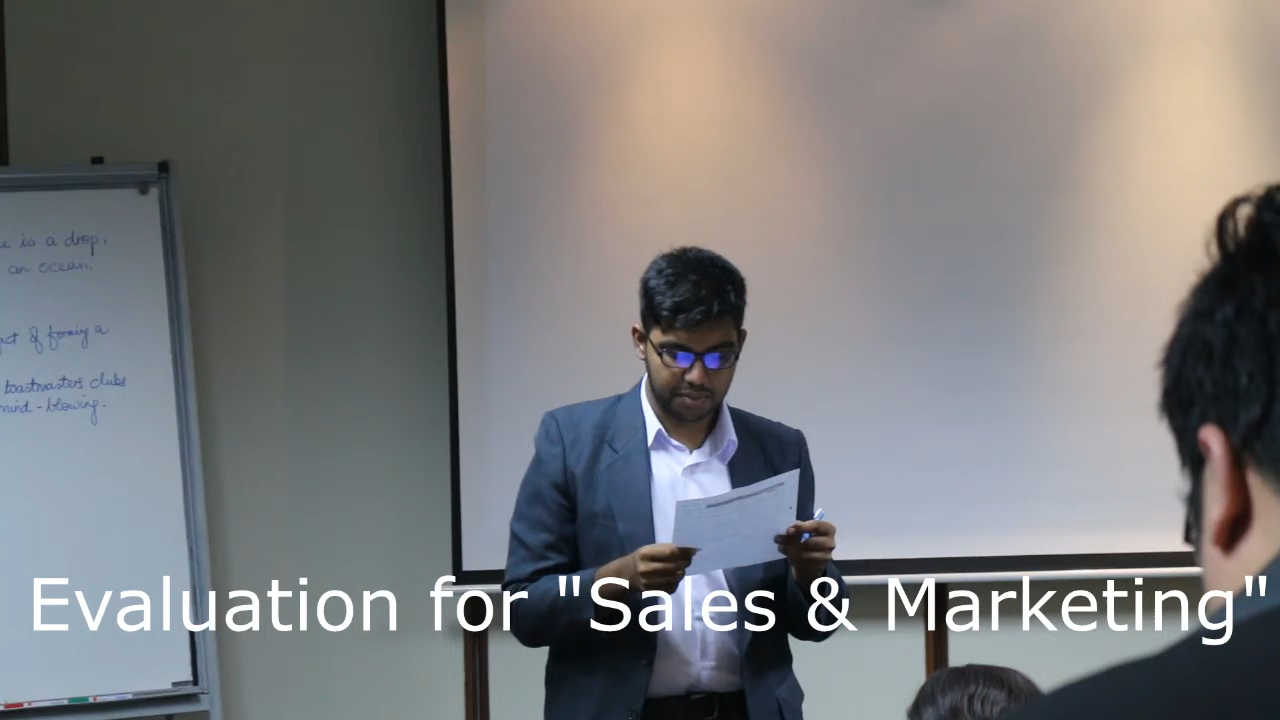 is a drop,
an ocean.
of forming a
toastmasters clubs
mind-blowing.
Evaluation for "Sales & Marketing"